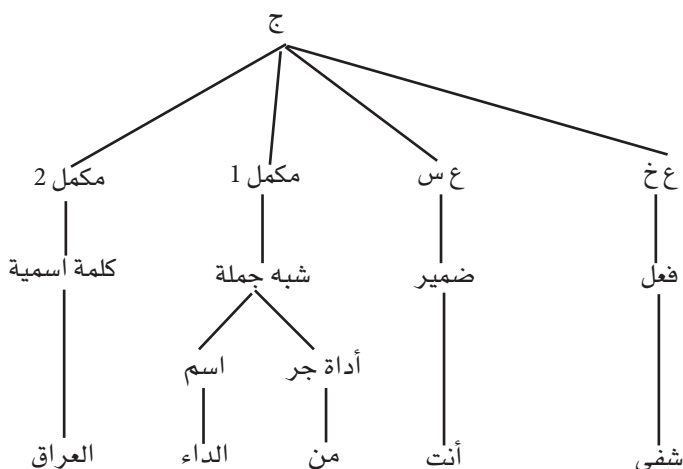 ج
ع خ ع س مكمل 1 مكمل 2
فعل ضمير شبه جملة كلمة اسمية
أداة جر اسم
شفى أنت من الداء العراق